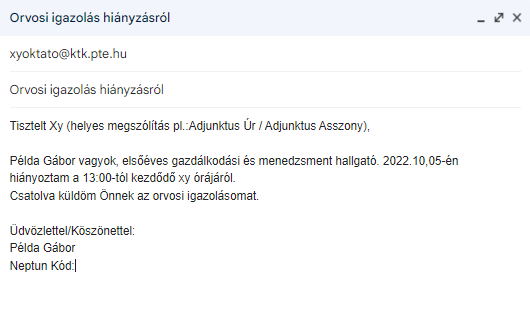 Orvosi igazolás hiányzásról
xyoktato@ktk.pte.hu
Orvosi igazolás hiányzásról
Tisztelt Xy (helyes megszólítás pl.:Adjunktus Úr / Adjunktus Asszony),
Példa Gábor vagyok, elsőéves gazdálkodási és menedzsment hallgató. 2022.10,05-én
hiányoztam a 13:00-tól kezdődő xy órájáról.
Csatolva küldöm Önnek az orvosi igazolásomat.
Üdvözlettel/Köszönettel:
Példa Gábor
Neptun Kód: